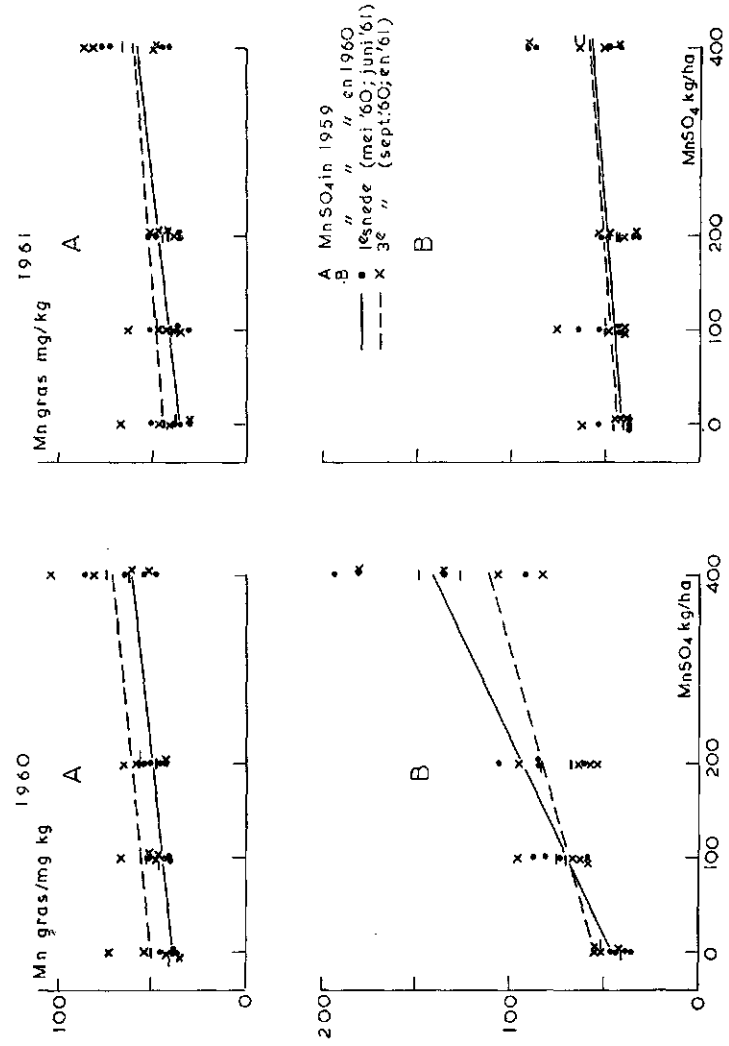 1960
Mn gras/mg kg
A
100
0
1961
Mn gras mg/kg
A
A MnSO₄ in 1959
B " " " en 1960
1e snede (mei '60; juni '61)
3e " (sept.'60; en '61)
B
200
100
0
0
100
200
400
MnSO₄ kg/ha
B
0
100
200
400
MnSO₄ kg/ha